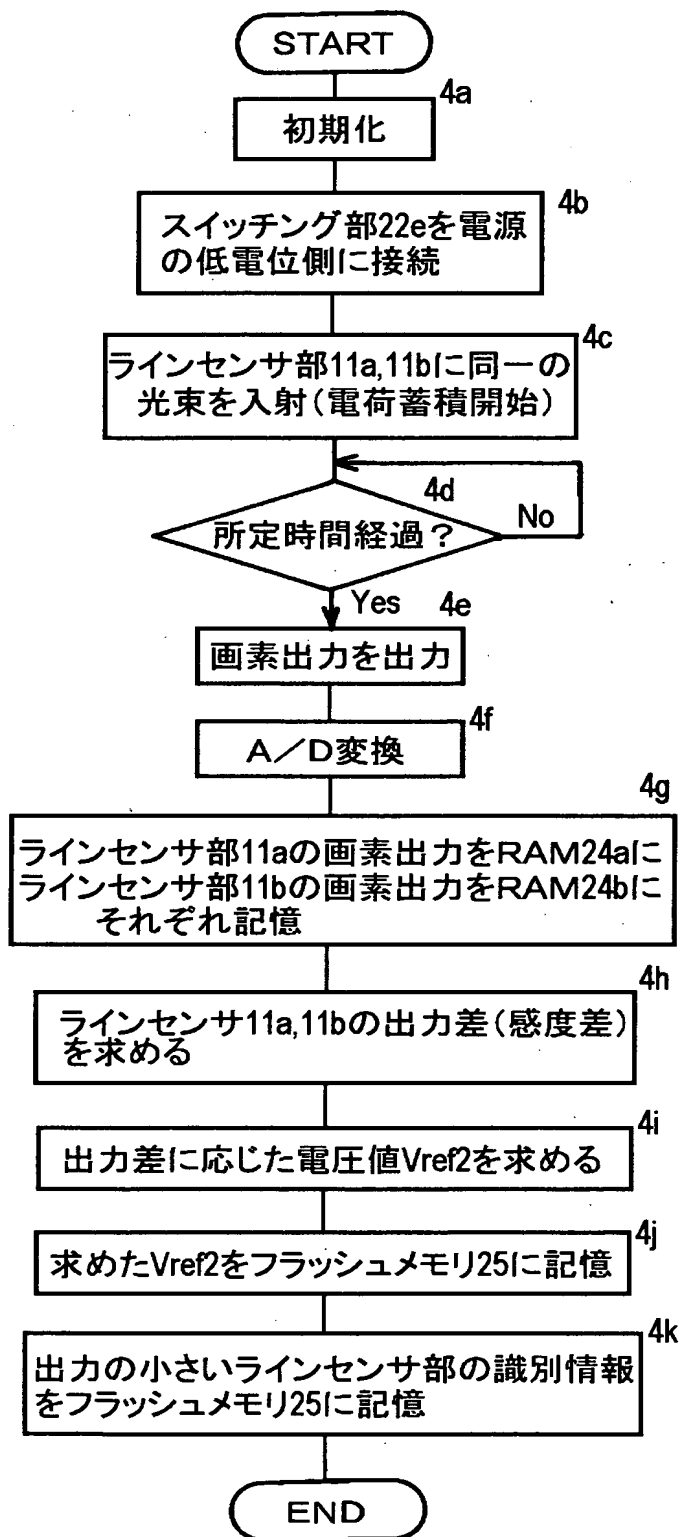 START
4a
初期化
4b
スイッチング部22eを電源
の低電位側に接続
4c
ラインセンサ部11a,11bに同一の
光束を入射(電荷蓄積開始)
4d
所定時間経過?
No
Yes
4e
画素出力を出力
4f
A/D変換
4g
ラインセンサ部11aの画素出力をRAM24aに
ラインセンサ部11bの画素出力をRAM24bに
それぞれ記憶
4h
ラインセンサ11a,11bの出力差(感度差)
を求める
4i
出力差に応じた電圧値Vref2を求める
4j
求めたVref2をフラッシュメモリ25に記憶
4k
出力の小さいラインセンサ部の識別情報
をフラッシュメモリ25に記憶
END